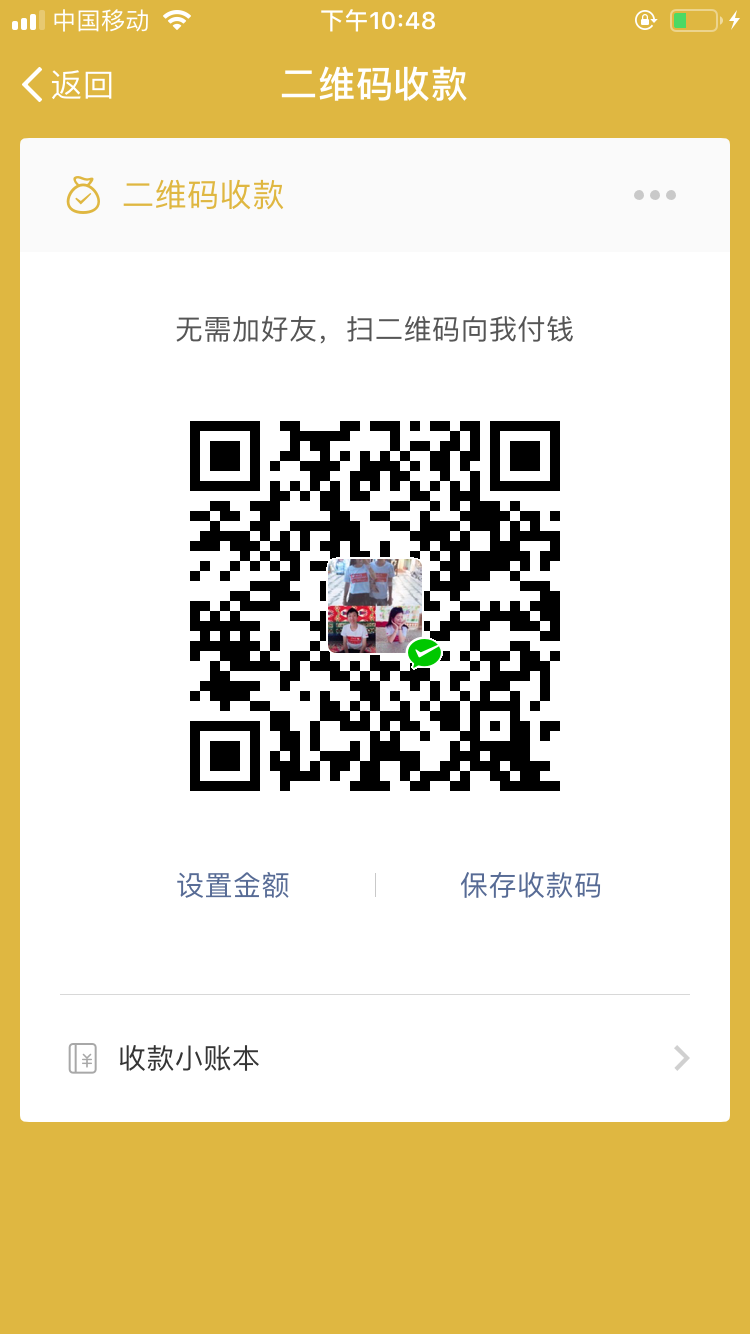 中国移动 下午10:48
返回 二维码收款
二维码收款
无需加好友，扫二维码向我付钱
设置金额 保存收款码
¥ 收款小账本